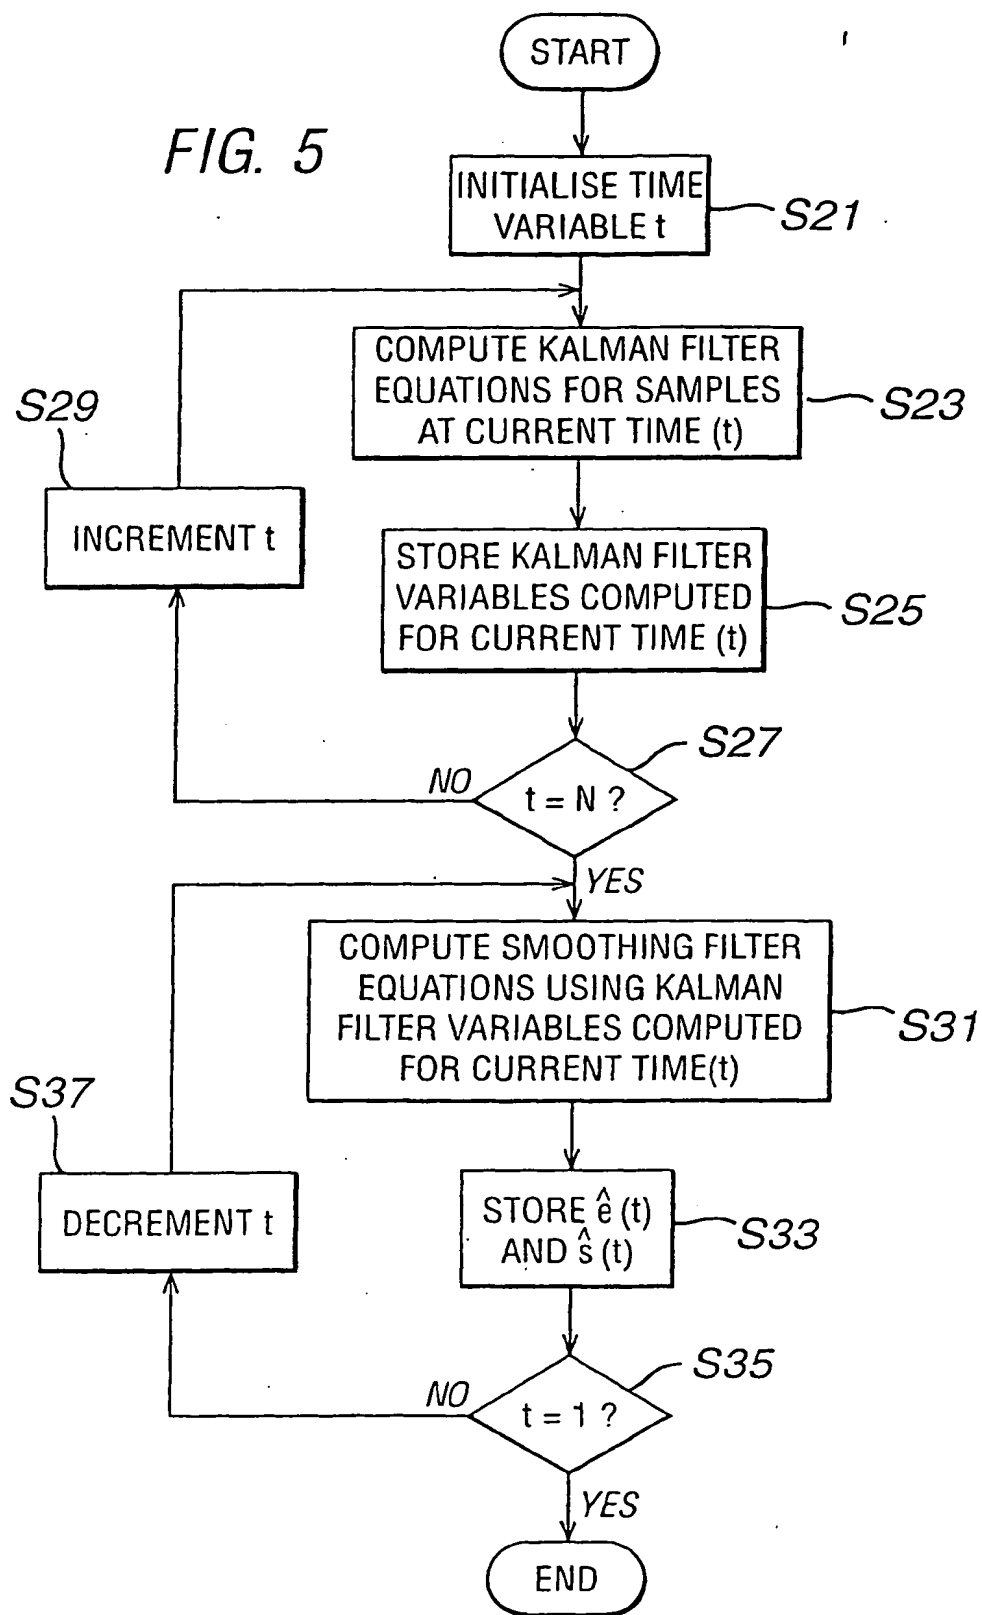 START
FIG. 5
INITIALISE TIME
VARIABLE t
S21
COMPUTE KALMAN FILTER
EQUATIONS FOR SAMPLES
AT CURRENT TIME (t)
S23
S29
INCREMENT t
STORE KALMAN FILTER
VARIABLES COMPUTED
FOR CURRENT TIME (t)
S25
S27
NO
t = N ?
YES
COMPUTE SMOOTHING FILTER
EQUATIONS USING KALMAN
FILTER VARIABLES COMPUTED
FOR CURRENT TIME(t)
S31
S37
DECREMENT t
STORE ê (t)
AND ŝ (t)
S33
S35
NO
t = 1 ?
YES
END